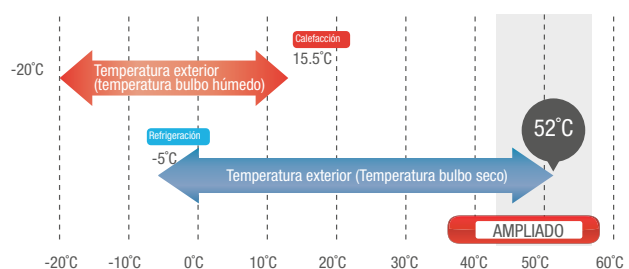 Calefacción
15.5˚C
-20˚C
Temperatura exterior
(temperatura bulbo húmedo)
Refrigeración
-5˚C
52˚C
Temperatura exterior (Temperatura bulbo seco)
AMPLIADO
-20˚C -10˚C 0˚C 10˚C 20˚C 30˚C 40˚C 50˚C 60˚C